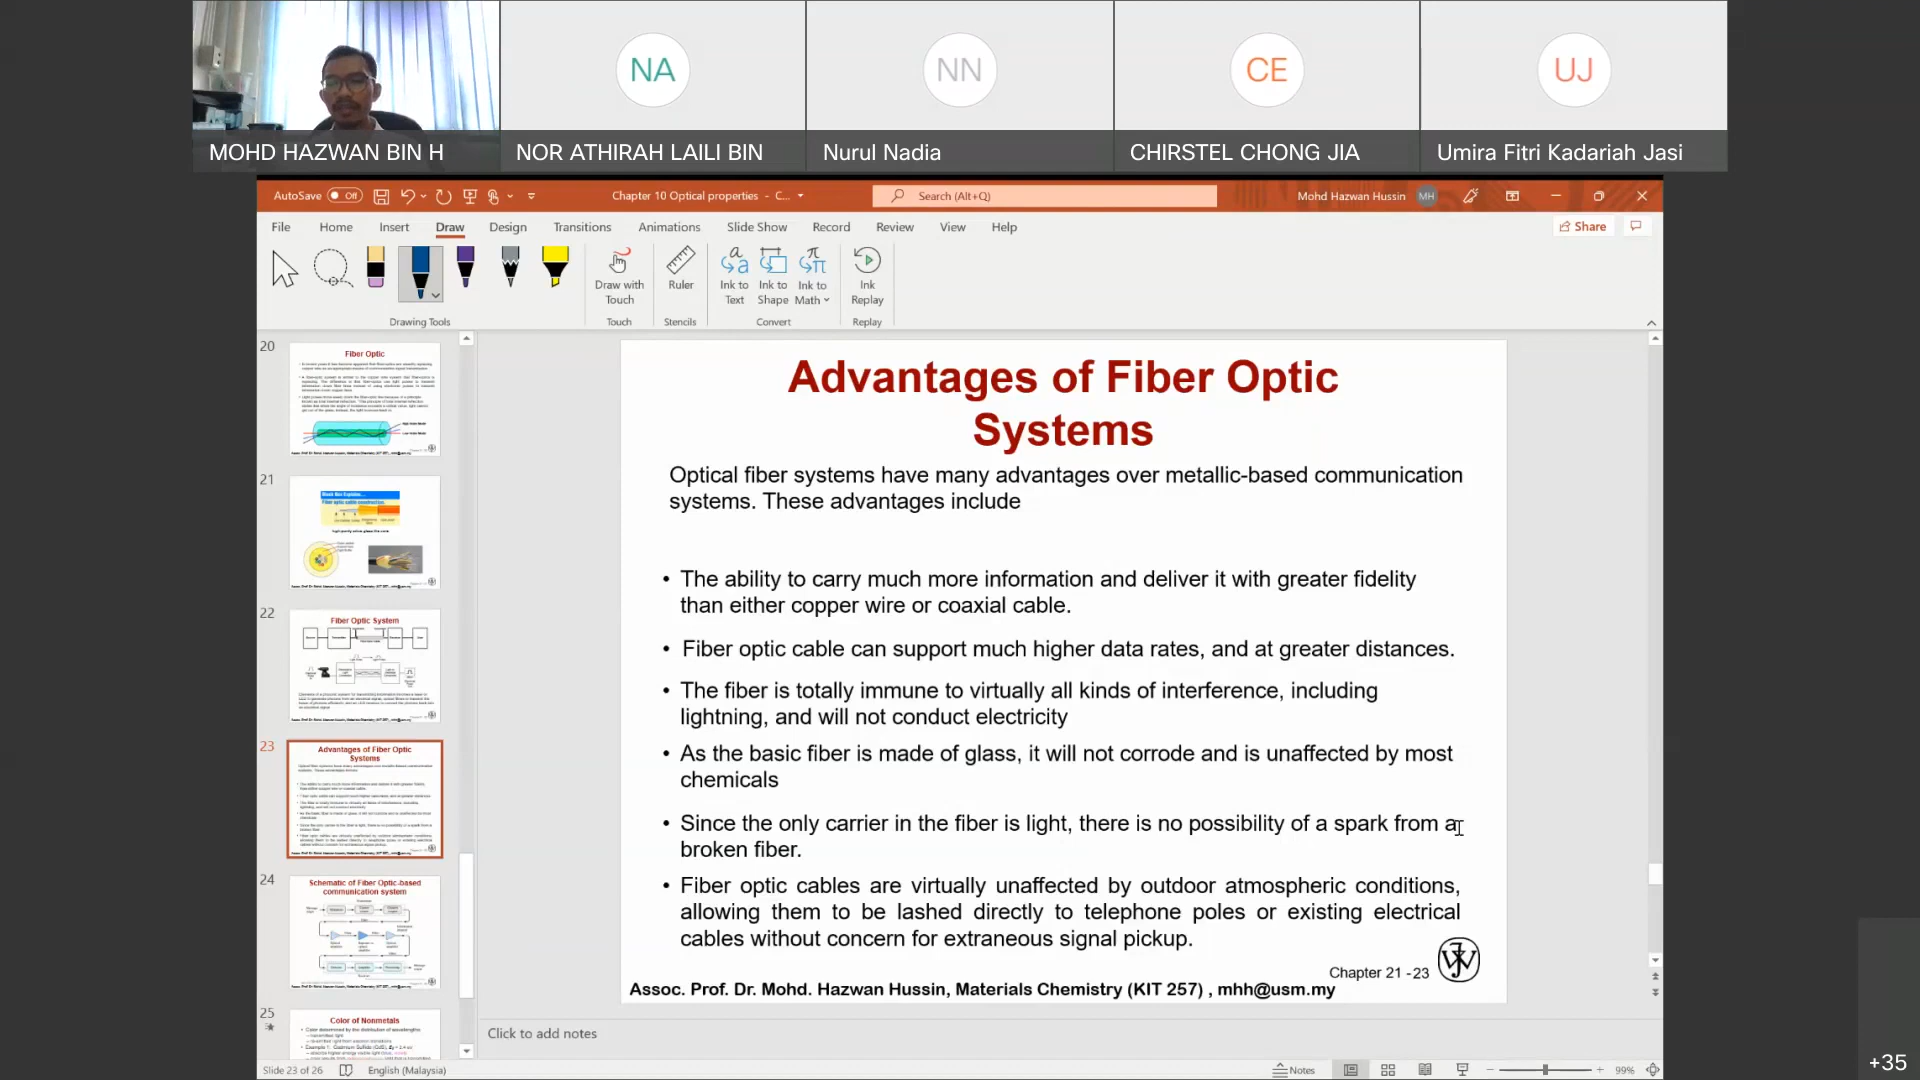 NA
NN
CE
UJ
MOHD HAZWAN BIN H
NOR ATHIRAH LAILI BIN
Nurul Nadia
CHIRSTEL CHONG JIA
Umira Fitri Kadariah Jasi
AutoSave Off
Chapter 10 Optical properties - C...
Search (Alt+Q)
Mohd Hazwan Hussin MH
File Home Insert Draw Design Transitions Animations Slide Show Record Review View Help
Share
Draw with Touch
Ruler
Ink to Text
Ink to Shape
Ink to Math
Ink Replay
Drawing Tools
Touch
Stencils
Convert
Replay
20
Fiber Optic
21
22
Fiber Optic System
23
Advantages of Fiber Optic
Systems
24
Schematic of Fiber Optic-based
communication system
25
Color of Nonmetals
Advantages of Fiber Optic
Systems
Optical fiber systems have many advantages over metallic-based communication
systems. These advantages include
• The ability to carry much more information and deliver it with greater fidelity
than either copper wire or coaxial cable.
• Fiber optic cable can support much higher data rates, and at greater distances.
• The fiber is totally immune to virtually all kinds of interference, including
lightning, and will not conduct electricity
• As the basic fiber is made of glass, it will not corrode and is unaffected by most
chemicals
• Since the only carrier in the fiber is light, there is no possibility of a spark from a
broken fiber.
• Fiber optic cables are virtually unaffected by outdoor atmospheric conditions,
allowing them to be lashed directly to telephone poles or existing electrical
cables without concern for extraneous signal pickup.
Chapter 21 -23
Assoc. Prof. Dr. Mohd. Hazwan Hussin, Materials Chemistry (KIT 257) , mhh@usm.my
Click to add notes
Slide 23 of 26
English (Malaysia)
Notes
99%
+35